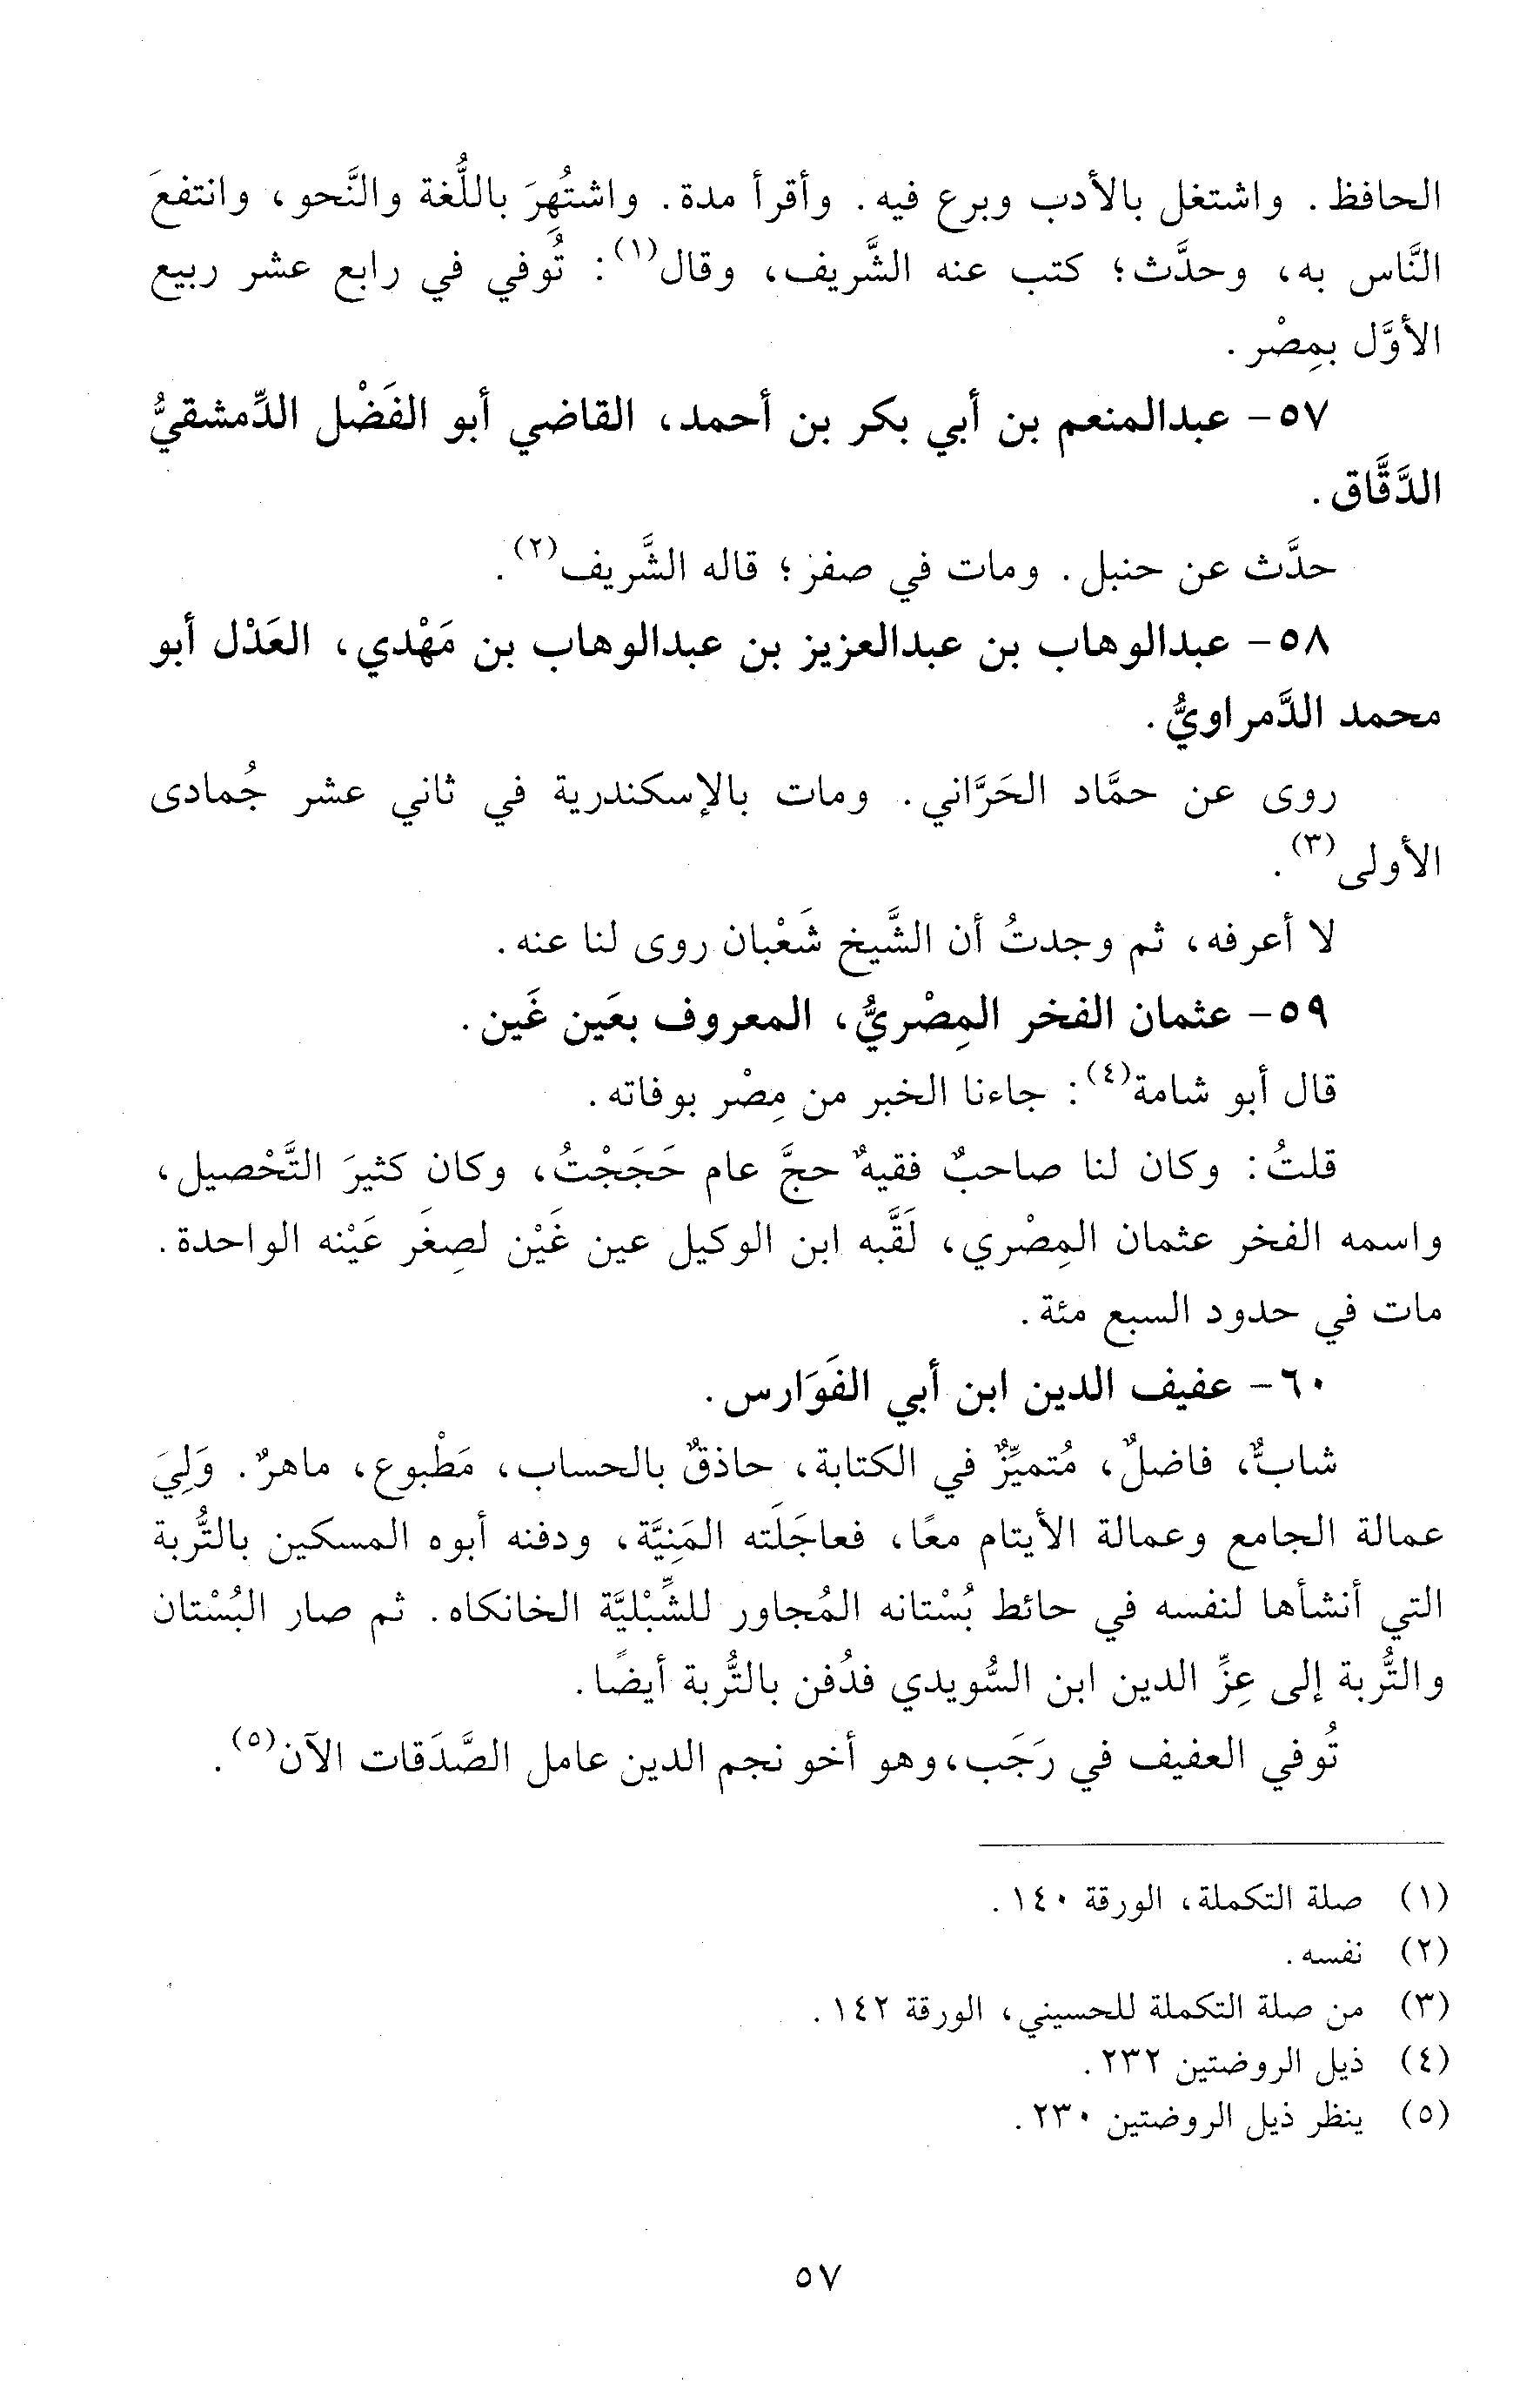 الحافظ. واشتغل بالأدب وبرع فيه. وأقرأ مدة. واشتُهِرَ باللُّغة والنَّحو، وانتفعَ
النَّاس به، وحدَّث؛ كتب عنه الشَّريف، وقال(١): تُوفي في رابع عشر ربيع
الأوَّل بمِصْر.
٥٧- عبدالمنعم بن أبي بكر بن أحمد، القاضي أبو الفَضْل الدِّمشقيُّ
الدَّقَّاق.
حدَّث عن حنبل. ومات في صفر؛ قاله الشَّريف(٢).
٥٨- عبدالوهاب بن عبدالعزيز بن عبدالوهاب بن مَهْدي، العَدْل أبو
محمد الدَّمراويُّ.
روى عن حمَّاد الحَرَّاني. ومات بالإسكندرية في ثاني عشر جُمادى
الأولى(٣).
لا أعرفه، ثم وجدتُ أن الشَّيخ شَعْبان روى لنا عنه.
٥٩- عثمان الفخر المِصْريُّ، المعروف بعَين غَين.
قال أبو شامة(٤): جاءنا الخبر من مِصْر بوفاته.
قلتُ: وكان لنا صاحبٌ فقيهٌ حجَّ عام حَجَجْتُ، وكان كثيرَ التَّحْصيل،
واسمه الفخر عثمان المِصْري، لَقَّبه ابن الوكيل عين غَيْن لصِغَر عَيْنه الواحدة.
مات في حدود السبع مئة.
٦٠- عفيف الدين ابن أبي الفَوَارس.
شابٌّ، فاضلٌ، مُتميِّزٌ في الكتابة، حاذقٌ بالحساب، مَطْبوع، ماهرٌ. وَلِيَ
عمالة الجامع وعمالة الأيتام معًا، فعاجَلَته المَنِيَّة، ودفنه أبوه المسكين بالتُّربة
التي أنشأها لنفسه في حائط بُسْتانه المُجاور للشِّبْليَّة الخانكاه. ثم صار البُسْتان
والتُّربة إلى عِزِّ الدين ابن السُّويدي فدُفن بالتُّربة أيضًا.
تُوفي العفيف في رَجَب، وهو أخو نجم الدين عامل الصَّدَقات الآن(٥).
(١) صلة التكملة، الورقة ١٤٠.
(٢) نفسه.
(٣) من صلة التكملة للحسيني، الورقة ١٤٢.
(٤) ذيل الروضتين ٢٣٢.
(٥) ينظر ذيل الروضتين ٢٣٠.
٥٧